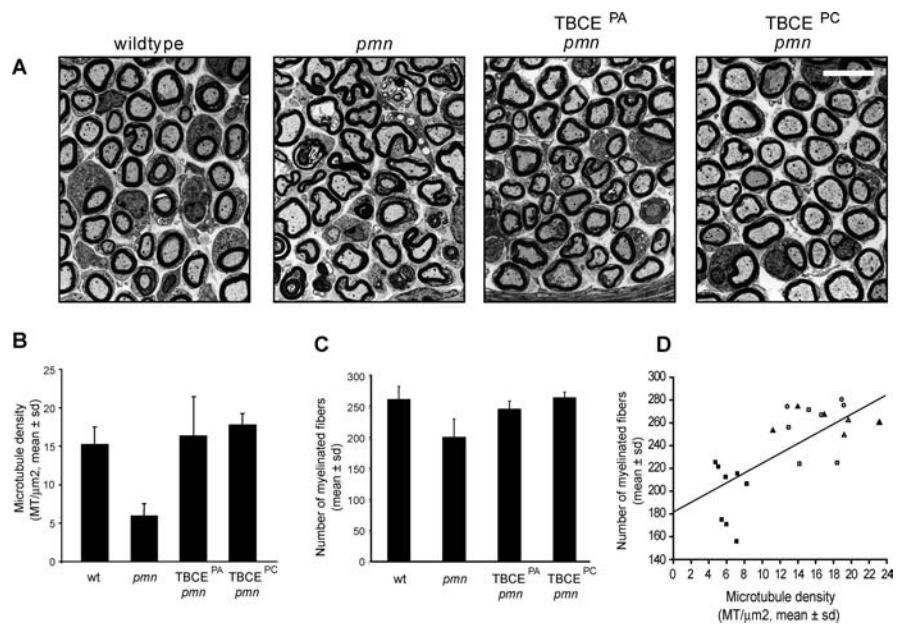 wildtype
pmn
TBCE PA
pmn
TBCE PC
pmn
A
B
Microtubule density
(MT/μm2, mean ± sd)
25
20
15
10
5
0
wt
pmn
TBCE PA
pmn
TBCE PC
pmn
C
Number of myelinated fibers
(mean ± sd)
300
250
200
150
100
50
0
wt
pmn
TBCE PA
pmn
TBCE PC
pmn
D
Number of myelinated fibers
(mean ± sd)
300
280
260
240
220
200
180
160
140
0 2 4 6 8 10 12 14 16 18 20 22 24
Microtubule density
(MT/μm2, mean ± sd)